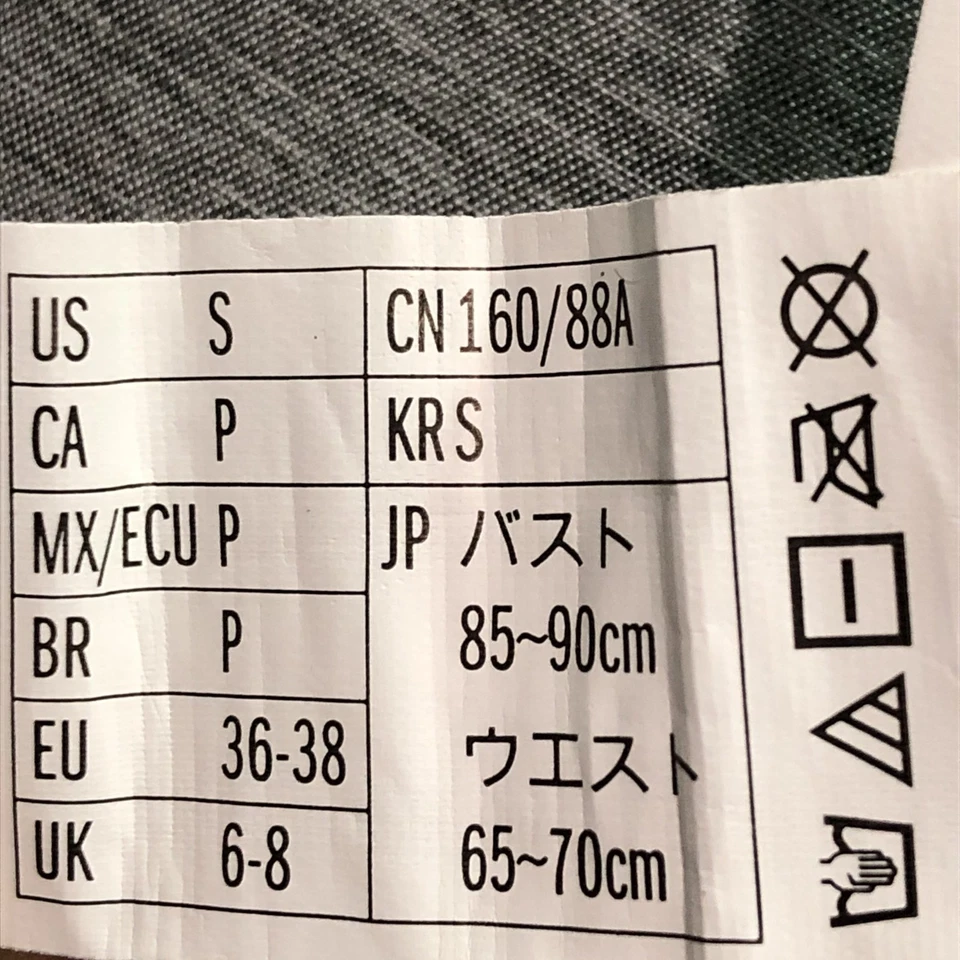 US S
CA P
MX/ECU P
BR P
EU 36-38
UK 6-8
CN 160/88A
KR S
JP バスト
85~90cm
ウエスト
65~70cm